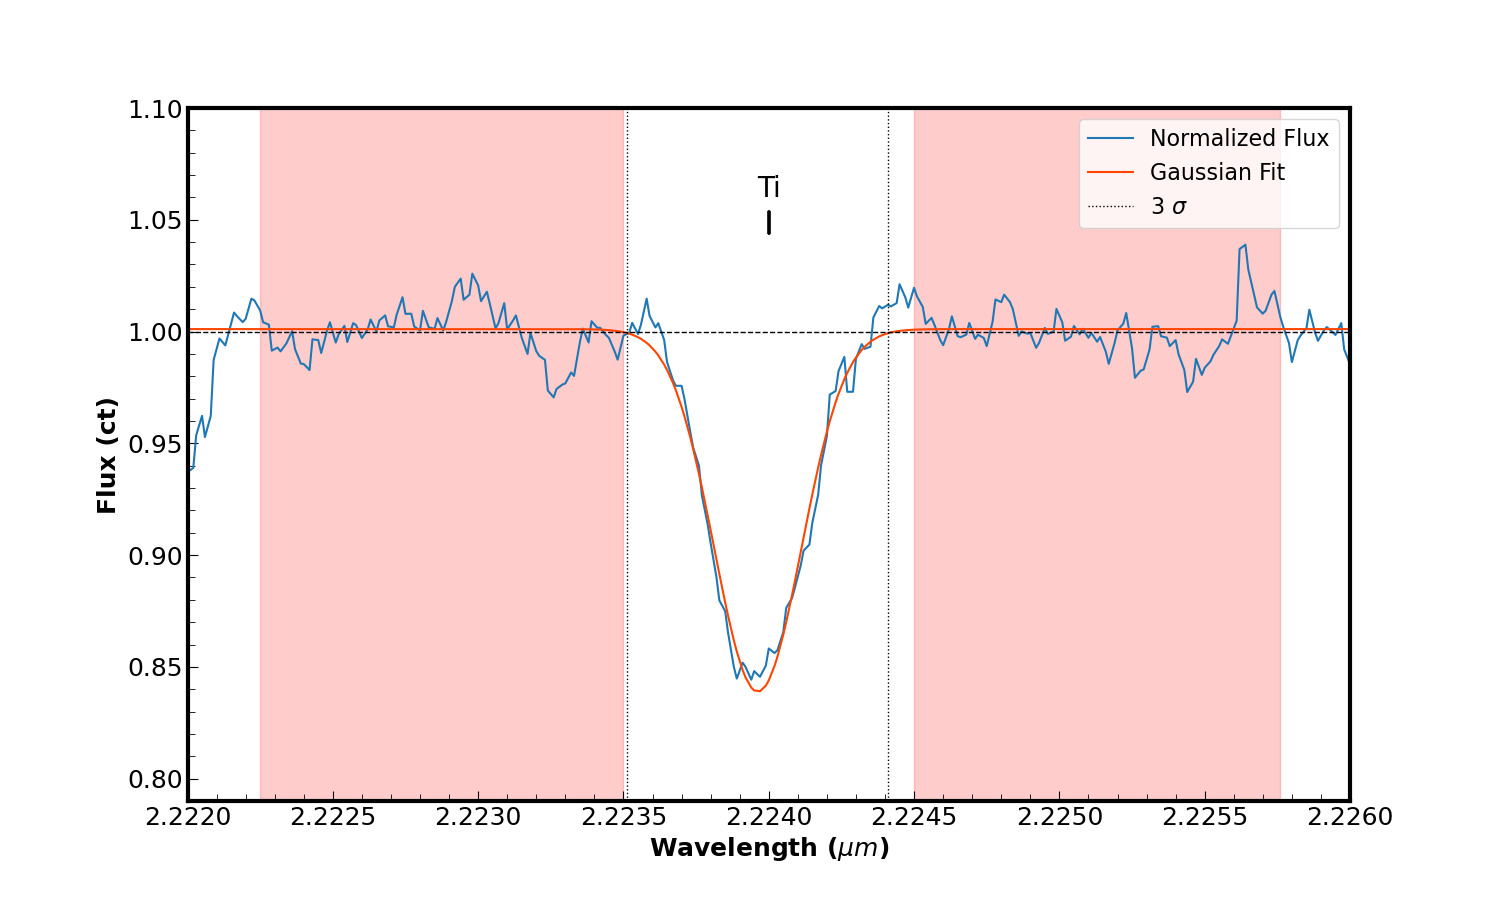 1.10
1.05
1.00
0.95
0.90
0.85
0.80
Flux (ct)
Ti
Normalized Flux
Gaussian Fit
3 σ
2.2220 2.2225 2.2230 2.2235 2.2240 2.2245 2.2250 2.2255 2.2260
Wavelength (μm)